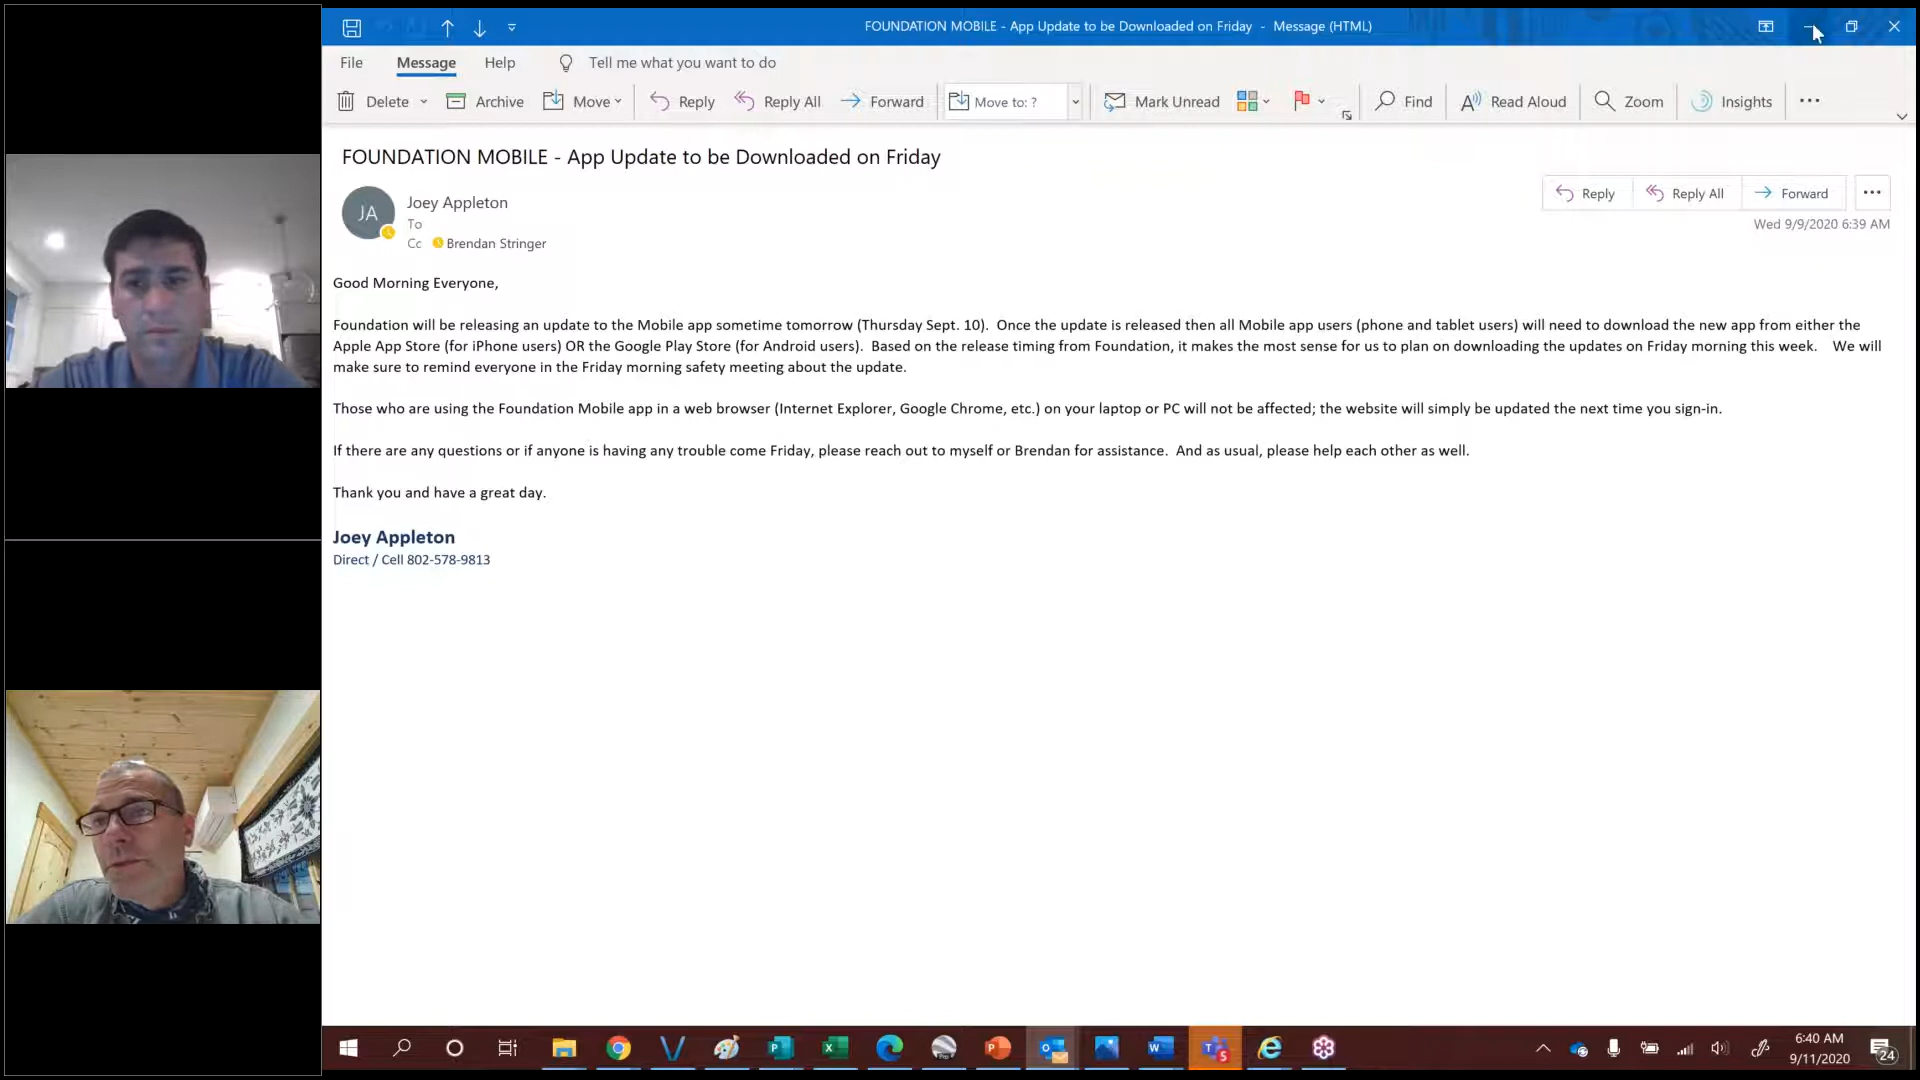 FOUNDATION MOBILE - App Update to be Downloaded on Friday - Message (HTML)
File Message Help Tell me what you want to do
Delete Archive Move Reply Reply All Forward Move to: ? Mark Unread Find Read Aloud Zoom Insights
FOUNDATION MOBILE - App Update to be Downloaded on Friday
JA
Joey Appleton
To
Cc Brendan Stringer
Reply Reply All Forward
Wed 9/9/2020 6:39 AM
Good Morning Everyone,
Foundation will be releasing an update to the Mobile app sometime tomorrow (Thursday Sept. 10). Once the update is released then all Mobile app users (phone and tablet users) will need to download the new app from either the
Apple App Store (for iPhone users) OR the Google Play Store (for Android users). Based on the release timing from Foundation, it makes the most sense for us to plan on downloading the updates on Friday morning this week. We will
make sure to remind everyone in the Friday morning safety meeting about the update.
Those who are using the Foundation Mobile app in a web browser (Internet Explorer, Google Chrome, etc.) on your laptop or PC will not be affected; the website will simply be updated the next time you sign-in.
If there are any questions or if anyone is having any trouble come Friday, please reach out to myself or Brendan for assistance. And as usual, please help each other as well.
Thank you and have a great day.
Joey Appleton
Direct / Cell 802-578-9813
6:40 AM
9/11/2020
24